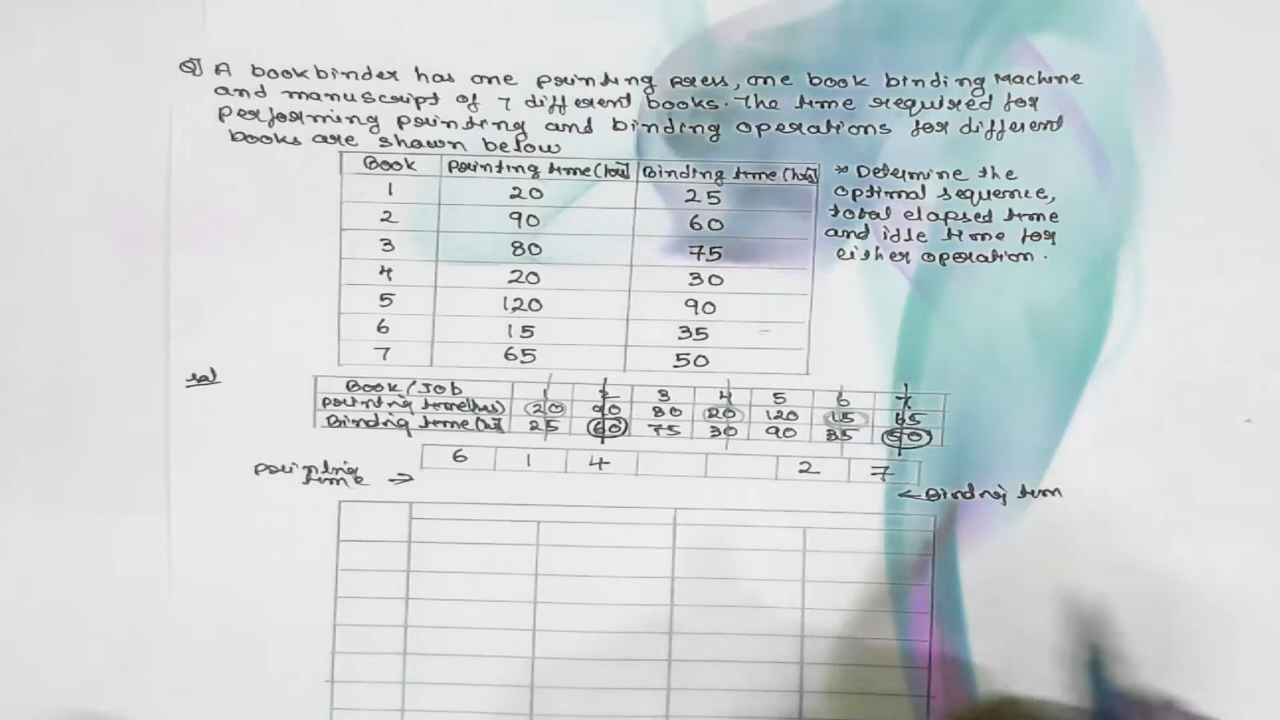 Q] A bookbinder has one printing press, one book binding Machine
and manuscript of 7 different books. The time required for
performing printing and binding operations for different
books are shown below
Book Printing time (hrs) Binding time (hrs)
1 20 25
2 90 60
3 80 75
4 20 30
5 120 90
6 15 35
7 65 50
* Determine the
optimal sequence,
total elapsed time
and idle time for
either operation.
sol
Book/Job 1 2 3 4 5 6 7
Printing time(hrs) 20 90 80 20 120 15 65
Binding time (hr) 25 60 75 30 90 35 50
6 1 4 2 7
printing
time →
← Binding tim